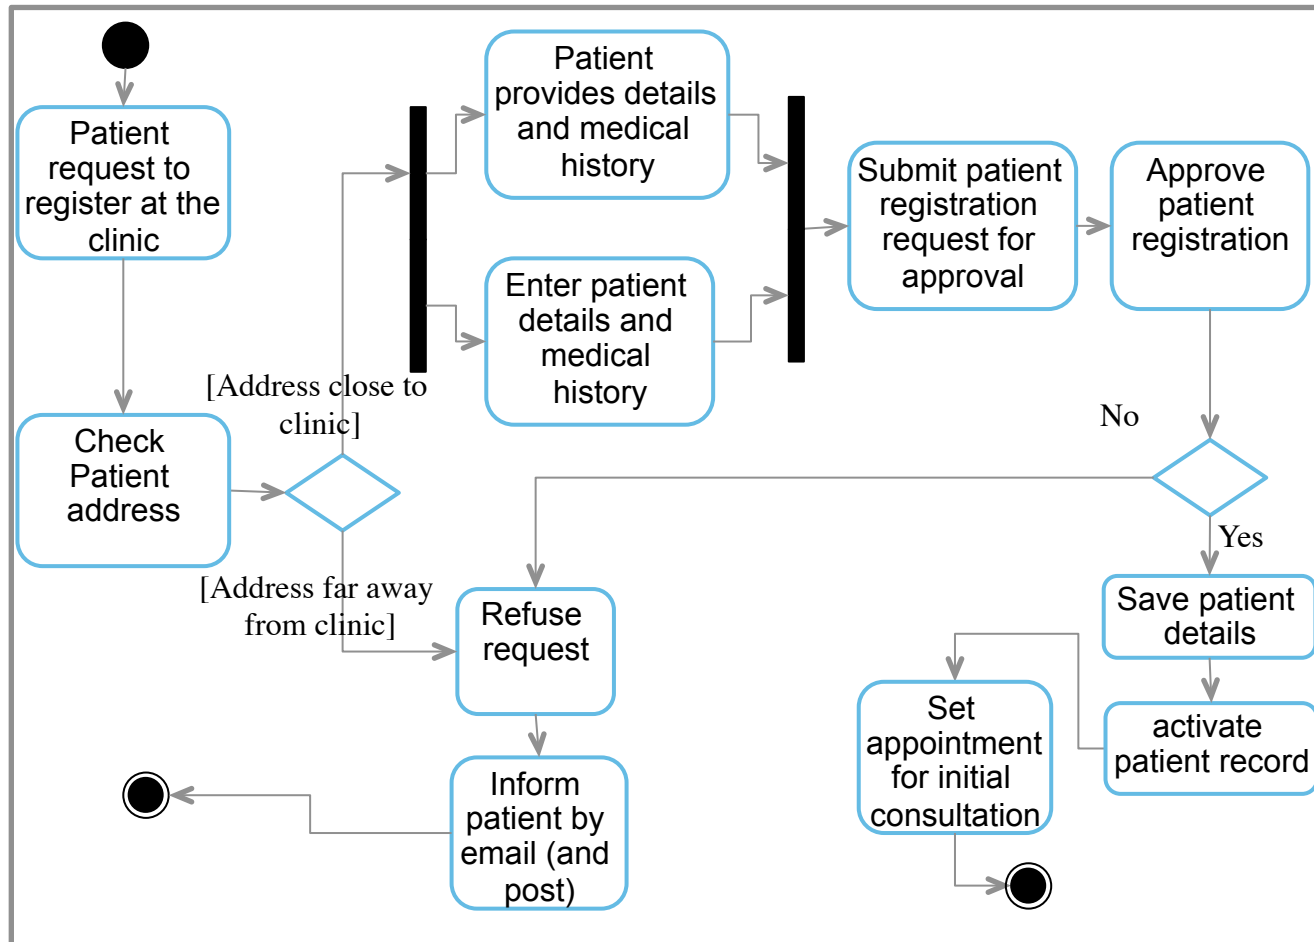 Patient
request to
register at the
clinic
Patient
provides details
and medical
history
Submit patient
registration
request for
approval
Approve
patient
registration
Enter patient
details and
medical
history
[Address close to
clinic]
No
Check
Patient
address
Yes
[Address far away
from clinic]
Refuse
request
Save patient
details
Set
appointment
for initial
consultation
activate
patient record
Inform
patient by
email (and
post)